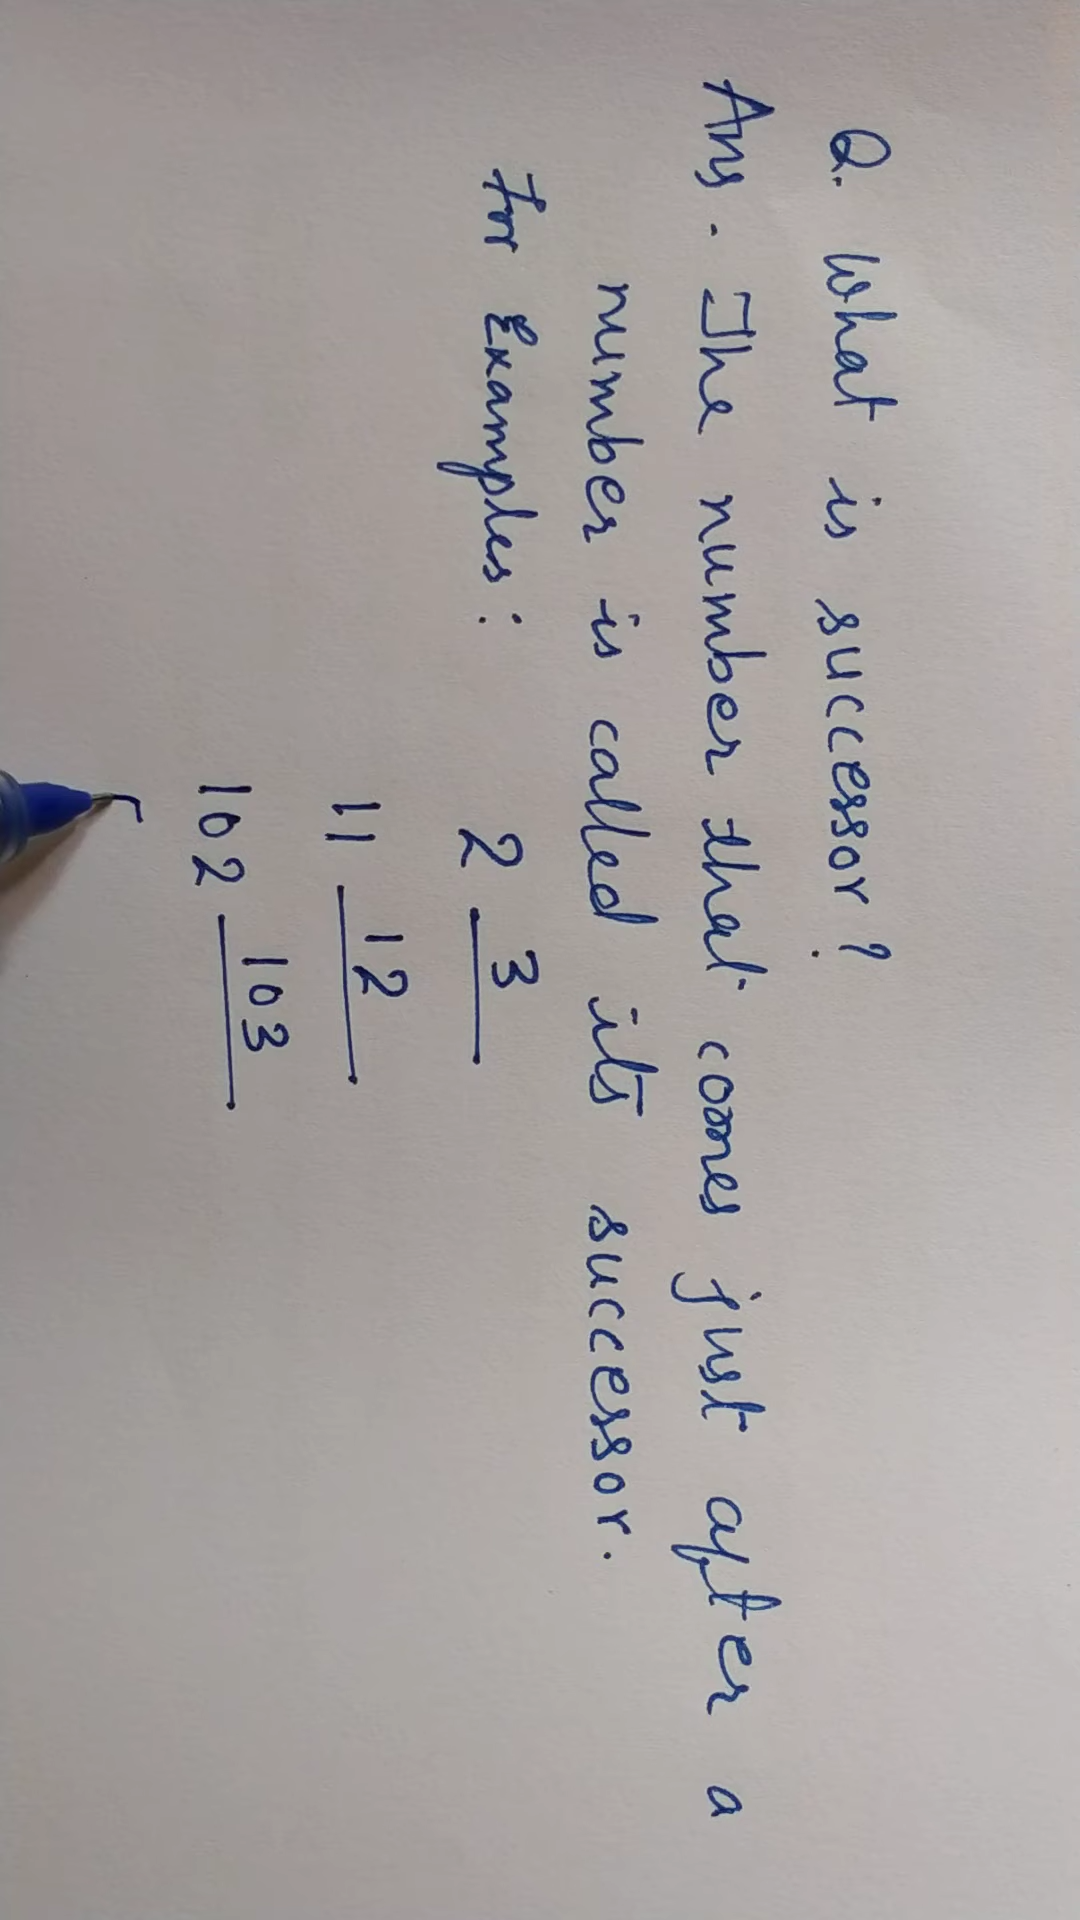 Q. What is successor?
Ans. The number that comes just after a
number is called its successor.
For Examples:
2 3
11 12
102 103